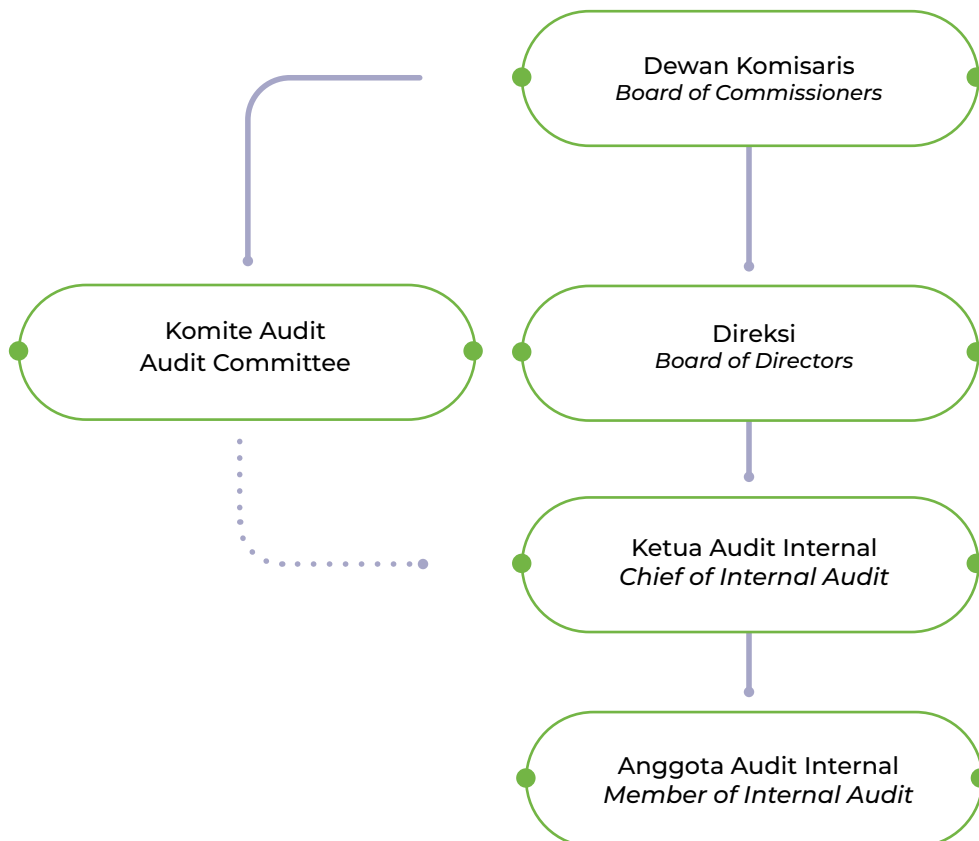 Dewan Komisaris
Board of Commissioners
Komite Audit
Audit Committee
Direksi
Board of Directors
Ketua Audit Internal
Chief of Internal Audit
Anggota Audit Internal
Member of Internal Audit